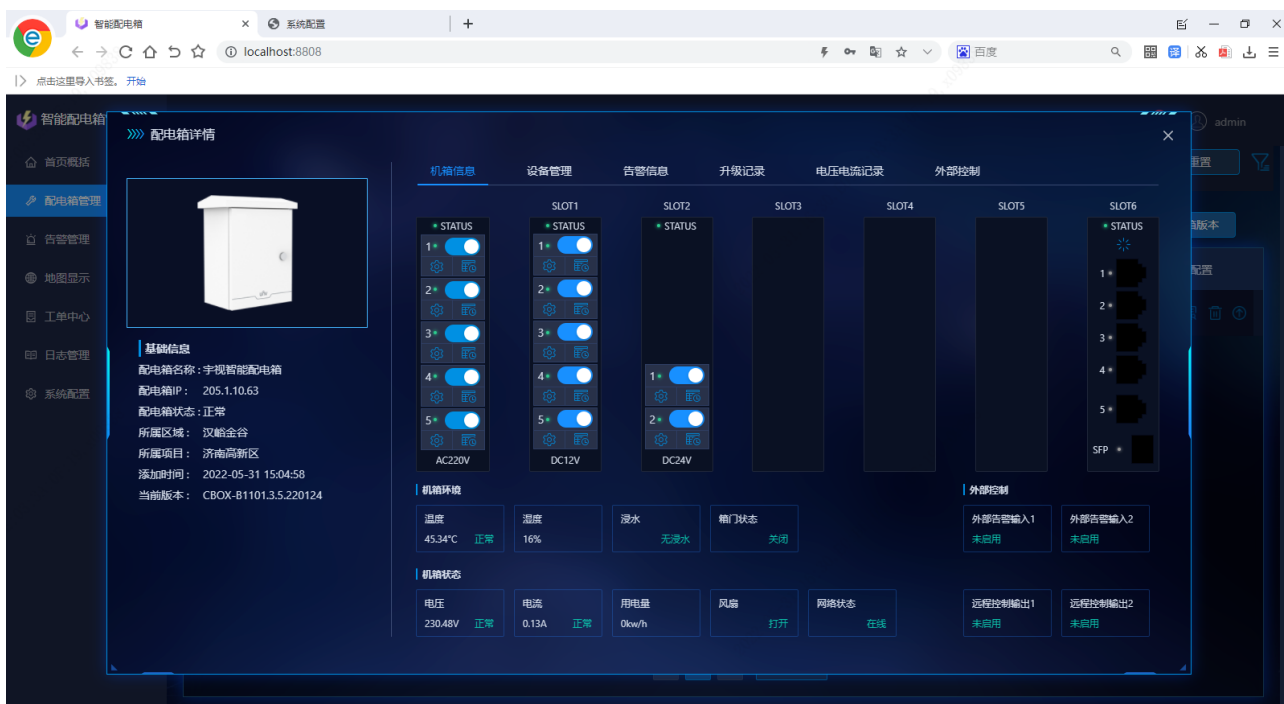 智能配电箱 系统配置
localhost:8808 百度
点击这里导入书签。 开始
智能配电箱 admin
配电箱详情
首页概括
配电箱管理
告警管理
地图显示
工单中心
日志管理
系统配置
重置
箱版本
配置
基础信息
配电箱名称 : 宇视智能配电箱
配电箱IP : 205.1.10.63
配电箱状态 : 正常
所属区域 : 汉峪金谷
所属项目 : 济南高新区
添加时间 : 2022-05-31 15:04:58
当前版本 : CBOX-B1101.3.5.220124
机箱信息 设备管理 告警信息 升级记录 电压电流记录 外部控制
SLOT1 SLOT2 SLOT3 SLOT4 SLOT5 SLOT6
STATUS STATUS STATUS STATUS
1 1 1
2 2 2
3 3 3
4 4 1 4
5 5 2 5
SFP
AC220V DC12V DC24V
机箱环境 外部控制
温度 湿度 浸水 箱门状态 外部告警输入1 外部告警输入2
45.34°C 正常 16% 无浸水 关闭 未启用 未启用
机箱状态
电压 电流 用电量 风扇 网络状态 远程控制输出1 远程控制输出2
230.48V 正常 0.13A 正常 0kw/h 打开 在线 未启用 未启用